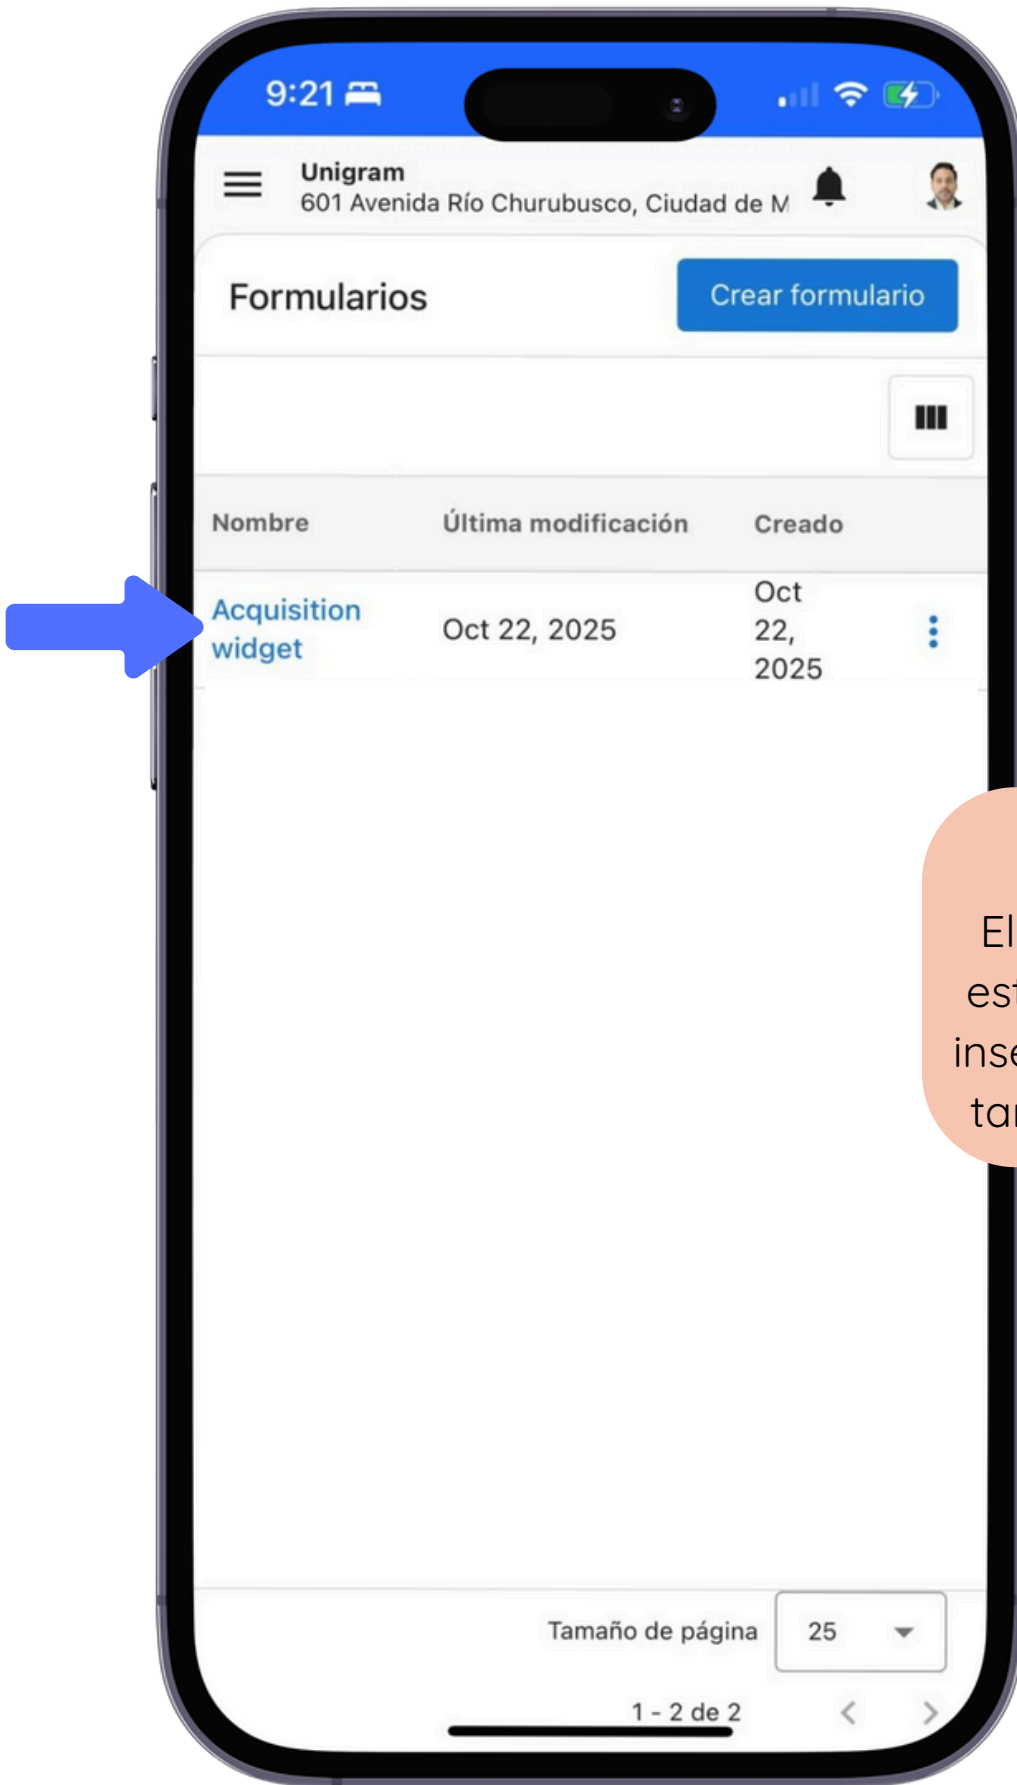 9:21
Unigram
601 Avenida Río Churubusco, Ciudad de M
Formularios
Crear formulario
Nombre
Última modificación
Creado
Acquisition
widget
Oct 22, 2025
Oct
22,
2025
El
Tamaño de página
25
1 - 2 de 2